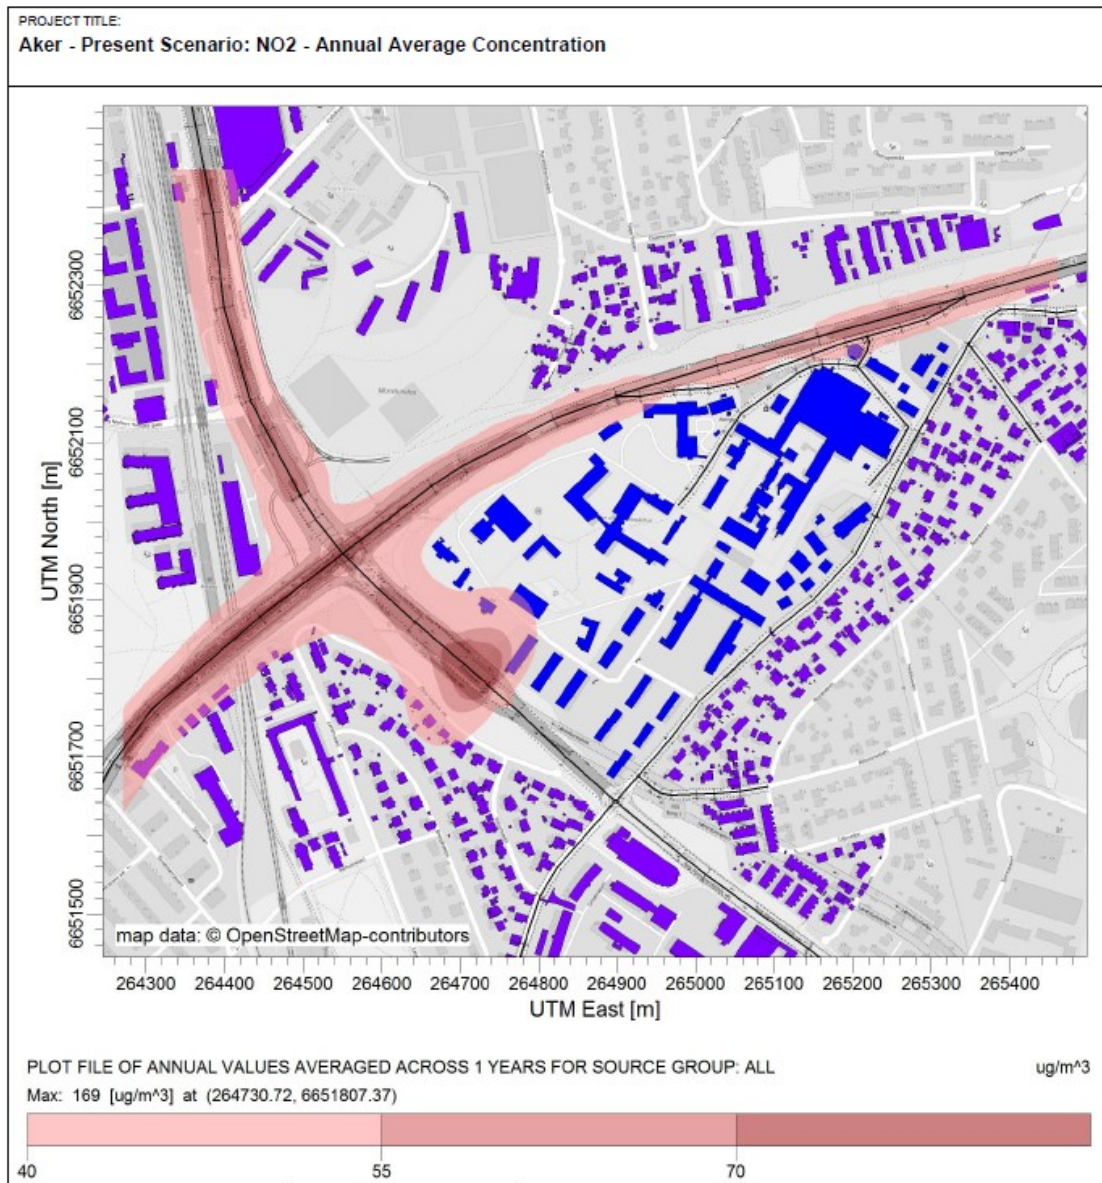 PROJECT TITLE:
Aker - Present Scenario: NO2 - Annual Average Concentration
UTM North [m]
6652300
6652100
6651900
6651700
6651500
map data: © OpenStreetMap-contributors
264300 264400 264500 264600 264700 264800 264900 265000 265100 265200 265300 265400
UTM East [m]
PLOT FILE OF ANNUAL VALUES AVERAGED ACROSS 1 YEARS FOR SOURCE GROUP: ALL ug/m^3
Max: 169 [ug/m^3] at (264730.72, 6651807.37)
40 55 70